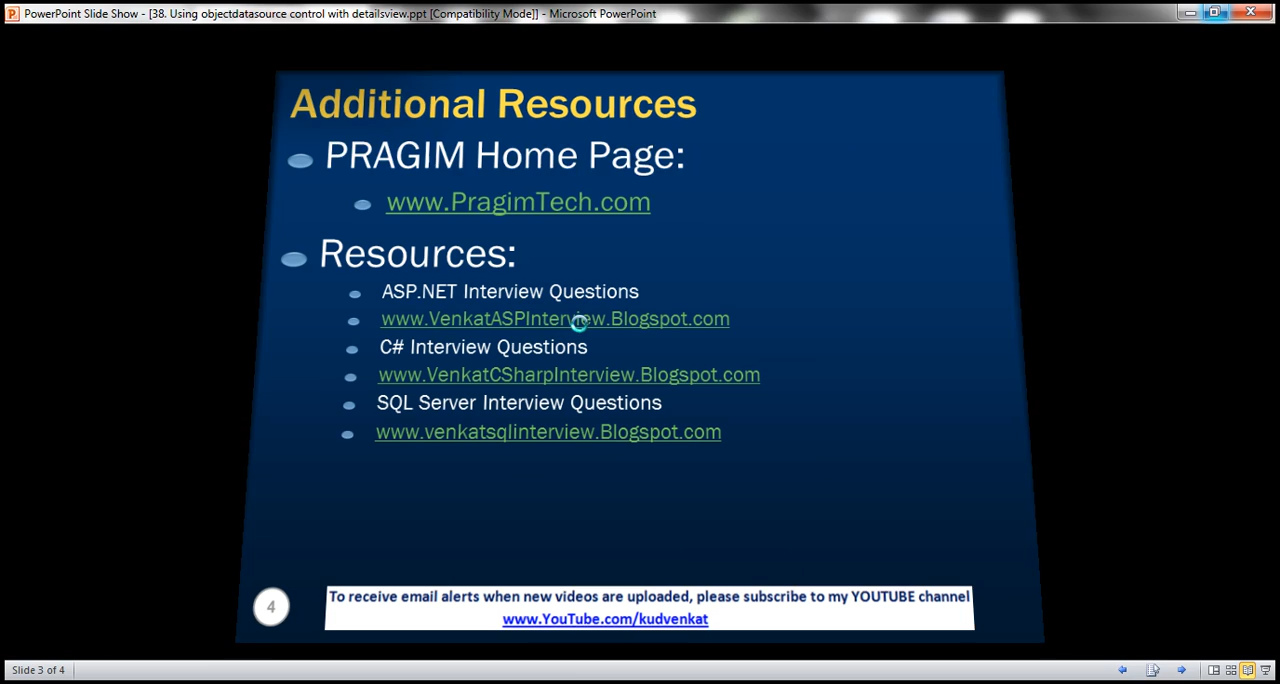 PowerPoint Slide Show - [38. Using objectdatasource control with detailsview.ppt [Compatibility Mode]] - Microsoft PowerPoint
Additional Resources
PRAGIM Home Page:
www.PragimTech.com
Resources:
ASP.NET Interview Questions
www.VenkatASPInterview.Blogspot.com
C# Interview Questions
www.VenkatCSharpInterview.Blogspot.com
SQL Server Interview Questions
www.venkatsqlinterview.Blogspot.com
4
To receive email alerts when new videos are uploaded, please subscribe to my YOUTUBE channel
www.YouTube.com/kudvenkat
Slide 3 of 4